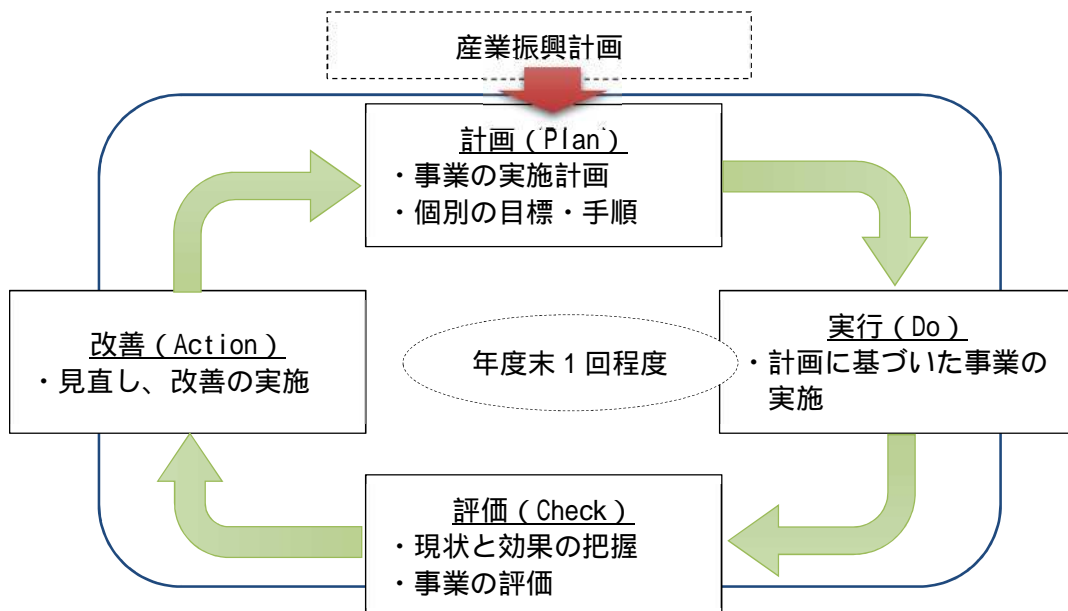 産業振興計画
計画（Plan）
・事業の実施計画
・個別の目標・手順
改善（Action）
・見直し、改善の実施
年度末１回程度
実行（Do）
・計画に基づいた事業の
実施
評価（Check）
・現状と効果の把握
・事業の評価